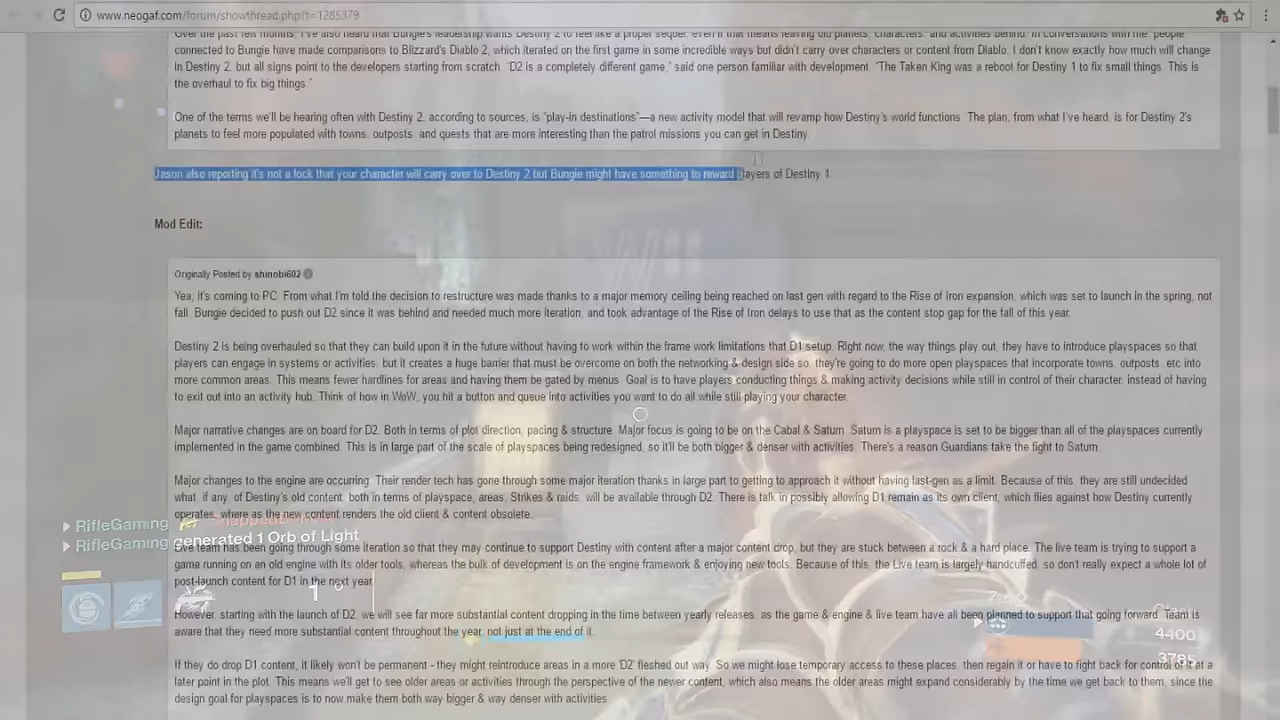 www.neogaf.com/forum/showthread.php?t=1285379
Over the past few months, I've also heard that Bungie's leadership wants Destiny 2 to feel like a proper sequel, even if that means leaving old planets, characters, and activities behind. In conversations with me, people
connected to Bungie have made comparisons to Blizzard's Diablo 2, which iterated on the first game in some incredible ways but didn't carry over characters or content from Diablo. I don't know exactly how much will change
in Destiny 2, but all signs point to the developers starting from scratch. "D2 is a completely different game," said one person familiar with development. "The Taken King was a reboot for Destiny 1 to fix small things. This is
the overhaul to fix big things."
One of the terms we'll be hearing often with Destiny 2, according to sources, is "play-in destinations"—a new activity model that will revamp how Destiny's world functions. The plan, from what I've heard, is for Destiny 2's
planets to feel more populated with towns, outposts, and quests that are more interesting than the patrol missions you can get in Destiny.
Jason also reporting it's not a lock that your character will carry over to Destiny 2 but Bungie might have something to reward players of Destiny 1.
Mod Edit:
Originally Posted by shinobi602
Yea, it's coming to PC. From what I'm told the decision to restructure was made thanks to a major memory ceiling being reached on last gen with regard to the Rise of Iron expansion, which was set to launch in the spring, not
fall. Bungie decided to push out D2 since it was behind and needed much more iteration, and took advantage of the Rise of Iron delays to use that as the content stop gap for the fall of this year.
Destiny 2 is being overhauled so that they can build upon it in the future without having to work within the frame work limitations that D1 setup. Right now, the way things play out, they have to introduce playspaces so that
players can engage in systems or activities, but it creates a huge barrier that must be overcome on both the networking & design side so, they're going to do more open playspaces that incorporate towns, outposts, etc into
more common areas. This means fewer hardlines for areas and having them be gated by menus. Goal is to have players conducting things & making activity decisions while still in control of their character, instead of having
to exit out into an activity hub. Think of how in WoW, you hit a button and queue into activities you want to do all while still playing your character.
Major narrative changes are on board for D2. Both in terms of plot direction, pacing & structure. Major focus is going to be on the Cabal & Saturn. Saturn is a playspace is set to be bigger than all of the playspaces currently
implemented in the game combined. This is in large part of the scale of playspaces being redesigned, so it'll be both bigger & denser with activities. There's a reason Guardians take the fight to Saturn.
Major changes to the engine are occurring. Their render tech has gone through some major iteration thanks in large part to getting to approach it without having last-gen as a limit. Because of this, they are still undecided
what, if any, of Destiny's old content, both in terms of playspace, areas, Strikes & raids, will be available through D2. There is talk in possibly allowing D1 remain as its own client, which flies against how Destiny currently
operates, where as the new content renders the old client & content obsolete.
RifleGaming
RifleGaming generated 1 Orb of Light
Live team has been going through some iteration so that they may continue to support Destiny with content after a major content drop, but they are stuck between a rock & a hard place. The live team is trying to support a
game running on an old engine with its older tools, whereas the bulk of development is on the engine framework & enjoying new tools. Because of this, the Live team is largely handcuffed, so don't really expect a whole lot of
post-launch content for D1 in the next year.
1
However, starting with the launch of D2, we will see far more substantial content dropping in the time between yearly releases, as the game & engine & live team have all been planned to support that going forward. Team is
aware that they need more substantial content throughout the year, not just at the end of it.
4400
3785
If they do drop D1 content, it likely won't be permanent - they might reintroduce areas in a more 'D2' fleshed out way. So we might lose temporary access to these places, then regain it or have to fight back for control of it at a
later point in the plot. This means we'll get to see older areas or activities through the perspective of the newer content, which also means the older areas might expand considerably by the time we get back to them, since the
design goal for playspaces is to now make them both way bigger & way denser with activities